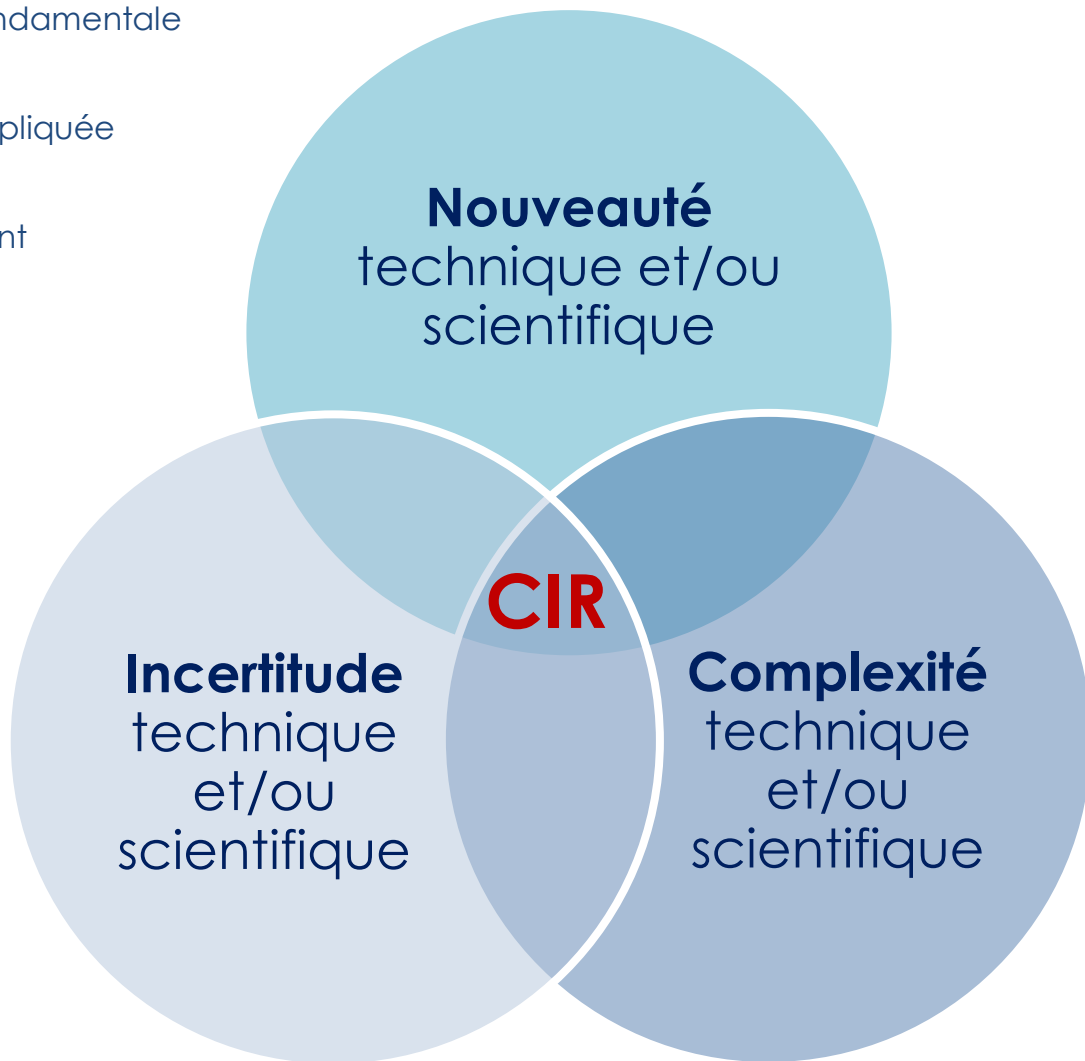 ndamentale
pliquée
nt
Nouveauté
technique et/ou
scientifique
CIR
Incertitude
technique
et/ou
scientifique
Complexité
technique
et/ou
scientifique